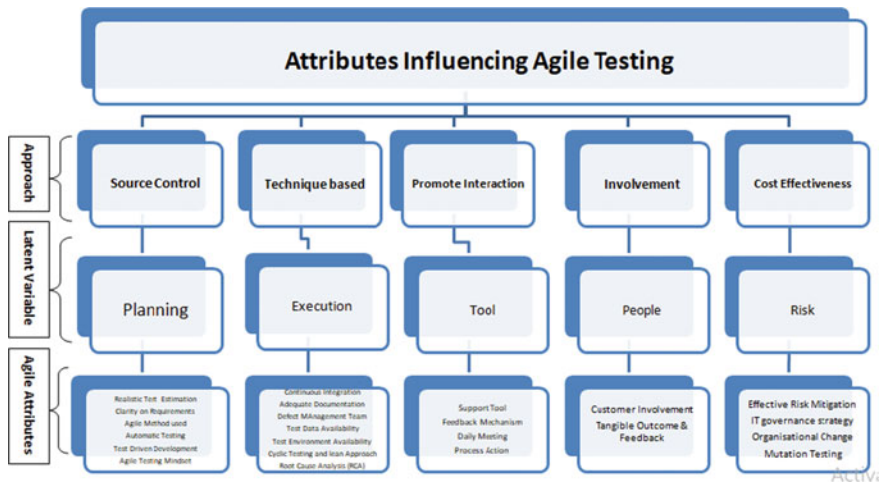 Attributes Influencing Agile Testing
Approach
Source Control
Technique based
Promote Interaction
Involvement
Cost Effectiveness
Latent Variable
Planning
Execution
Tool
People
Risk
Agile Attributes
Realistic Tert Estimation
Clarity on Requirements
Agile Method used
Automatic Testing
Test Driven Development
Agile Testing Mindset
Continuous Integration
Adequate Documentation
Defect MAnagement Team
Test Data Availability
Test Environment Availability
Cyclic Testing and lean Approach
Root Cause Analysis (RCA)
Support Tool
Feedback Mechanism
Daily Meeting
Process Action
Customer Involvement
Tangible Outcome &
Feedback
Effective Risk Mitigation
IT governance strategy
Organisational Change
Mutation Testing